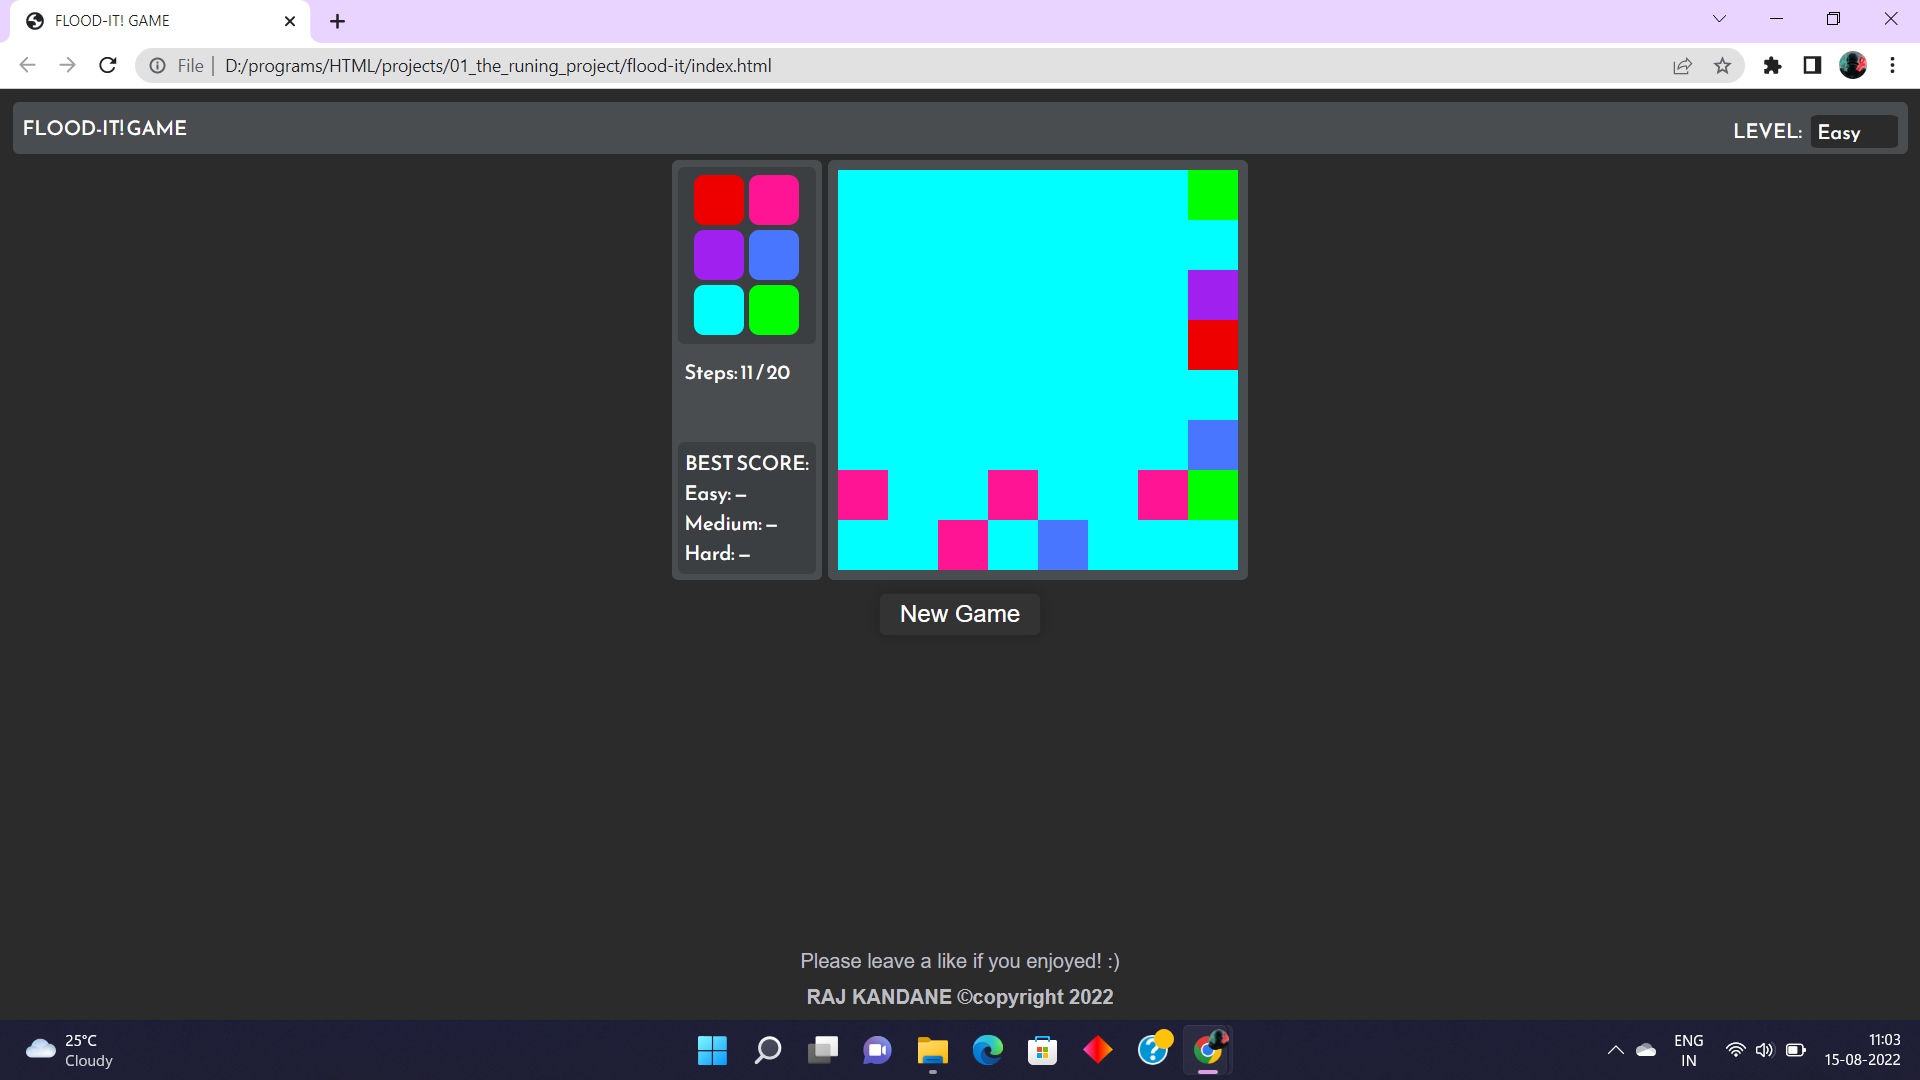 FLOOD-IT! GAME
File | D:/programs/HTML/projects/01_the_runing_project/flood-it/index.html
FLOOD-IT! GAME
LEVEL: Easy
Steps: 11 / 20
BEST SCORE:
Easy: –
Medium: –
Hard: –
New Game
Please leave a like if you enjoyed! :)
RAJ KANDANE ©copyright 2022
25°C
Cloudy
ENG
IN
11:03
15-08-2022